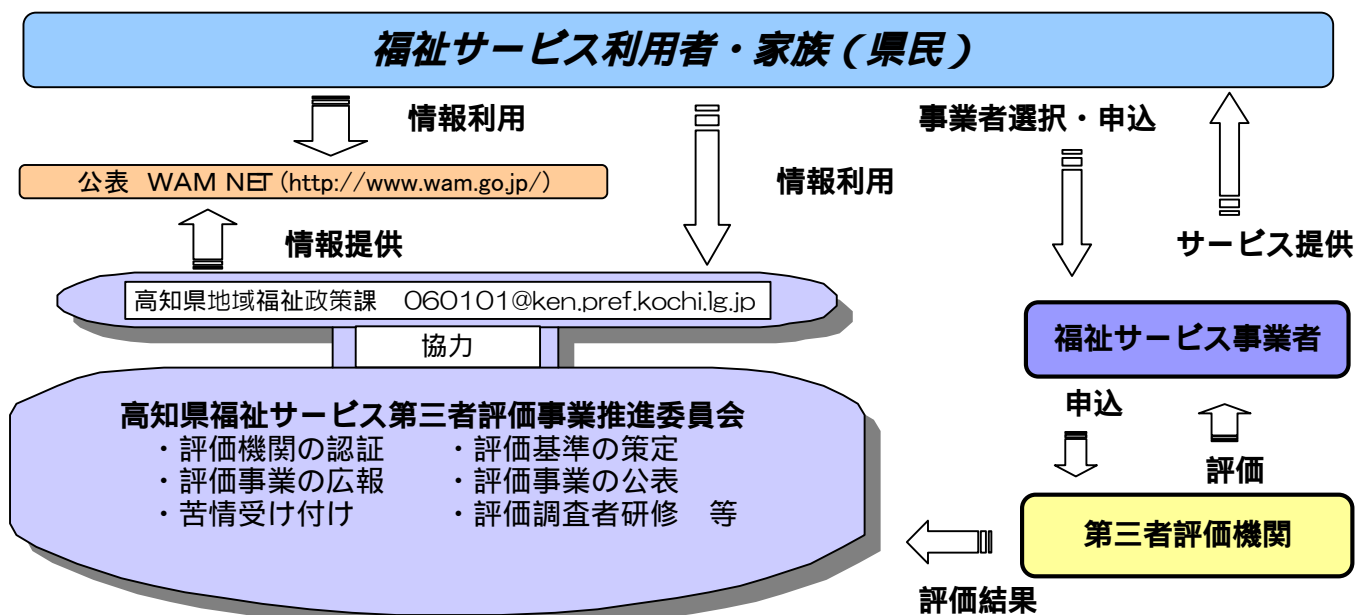 福祉サービス利用者・家族（県民）
情報利用
事業者選択・申込
公表　WAM NET (http://www.wam.go.jp/)
情報利用
情報提供
サービス提供
高知県地域福祉政策課　060101@ken.pref.kochi.lg.jp
協力
福祉サービス事業者
申込
評価
高知県福祉サービス第三者評価事業推進委員会
・評価機関の認証　・評価基準の策定
・評価事業の広報　・評価事業の公表
・苦情受け付け　・評価調査者研修　等
第三者評価機関
評価結果